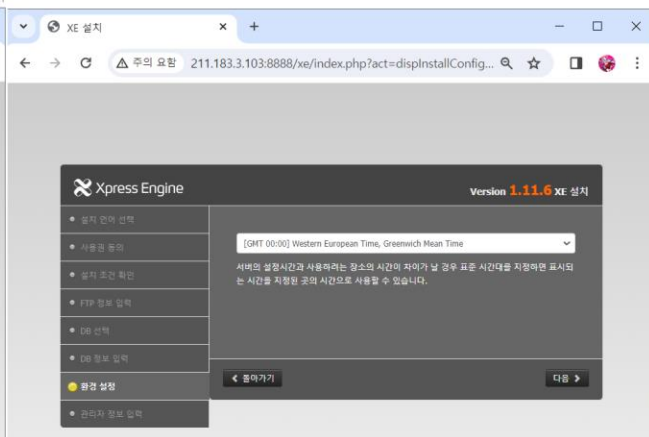 XE 설치
주의 요함 211.183.3.103:8888/xe/index.php?act=dispInstallConfig...
Xpress Engine
Version 1.11.6 XE 설치
설치 언어 선택
사용권 동의
설치 조건 확인
FTP 정보 입력
DB 선택
DB 정보 입력
환경 설정
관리자 정보 입력
[GMT 00:00] Western European Time, Greenwich Mean Time
서버의 설정시간과 사용하려는 장소의 시간이 차이가 날 경우 표준 시간대를 지정하면 표시되
는 시간을 지정된 곳의 시간으로 사용할 수 있습니다.
돌아가기
다음